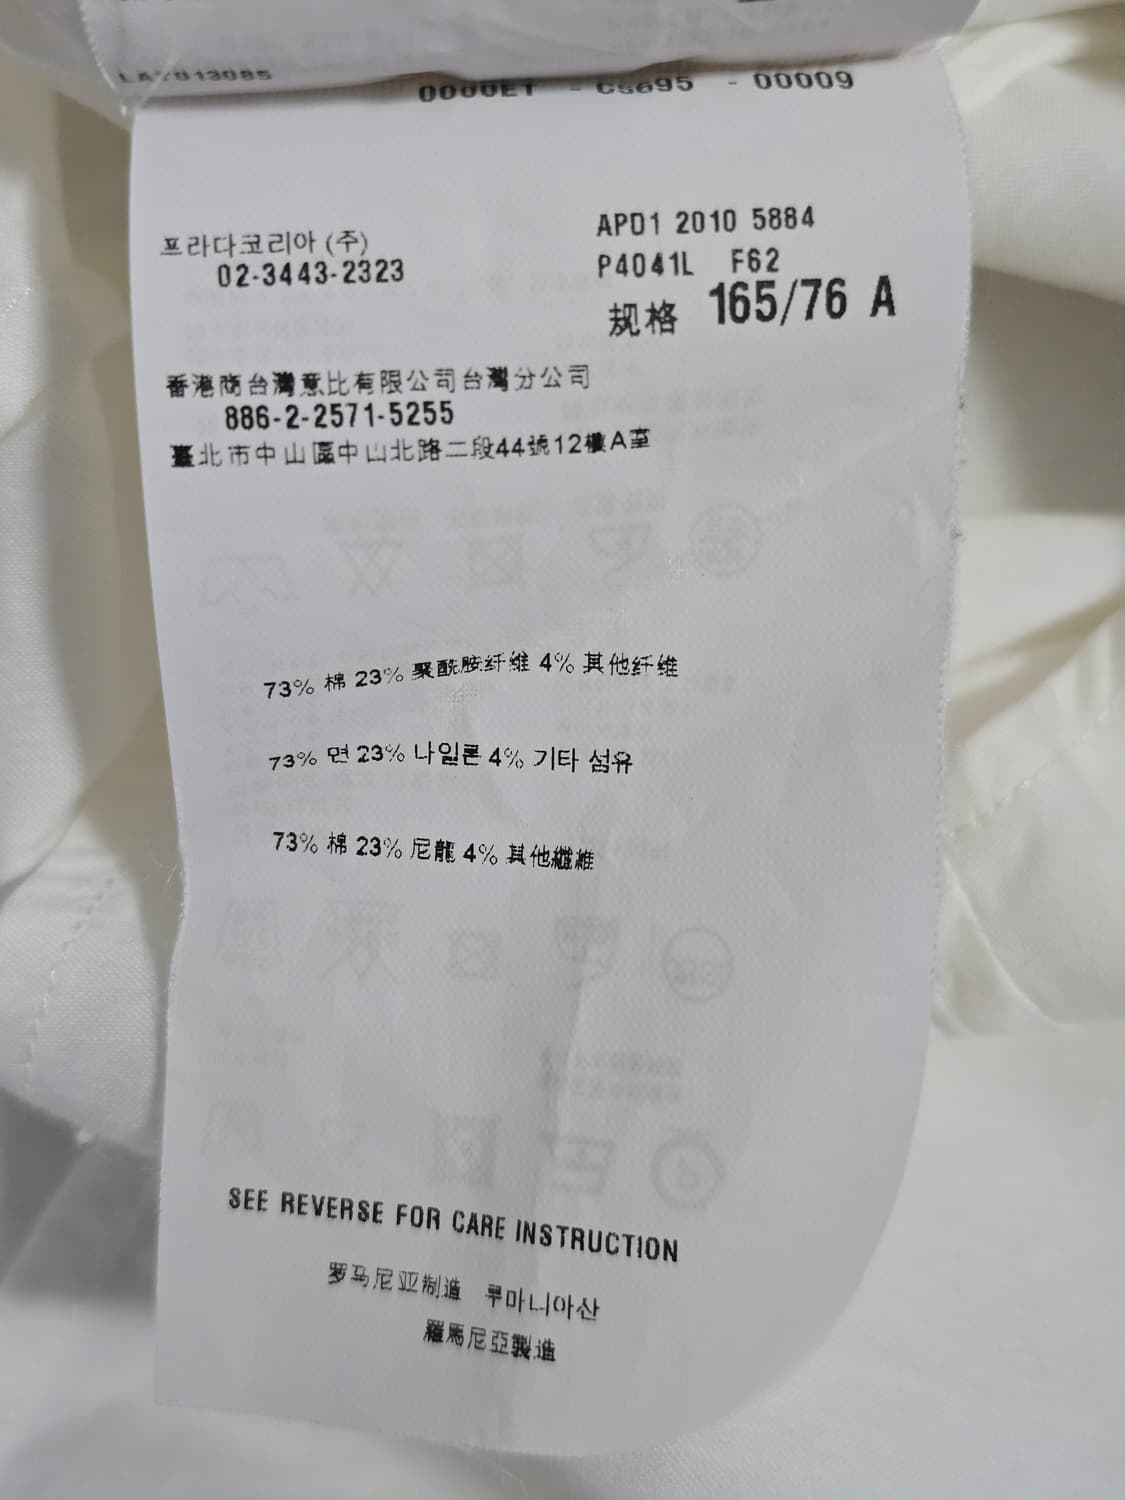 LA7913085
0000ET - C5695 - 00009
APD1 2010 5884
P4041L F62
规格 165/76 A
프라다코리아 (주)
02-3443-2323
香港商台灣意比有限公司台灣分公司
886-2-2571-5255
臺北市中山區中山北路二段44號12樓A室
73% 棉 23% 聚酰胺纤维 4% 其他纤维
73% 면 23% 나일론 4% 기타 섬유
73% 棉 23% 尼龍 4% 其他纖維
SEE REVERSE FOR CARE INSTRUCTION
罗马尼亚制造 루마니아산
羅馬尼亞製造